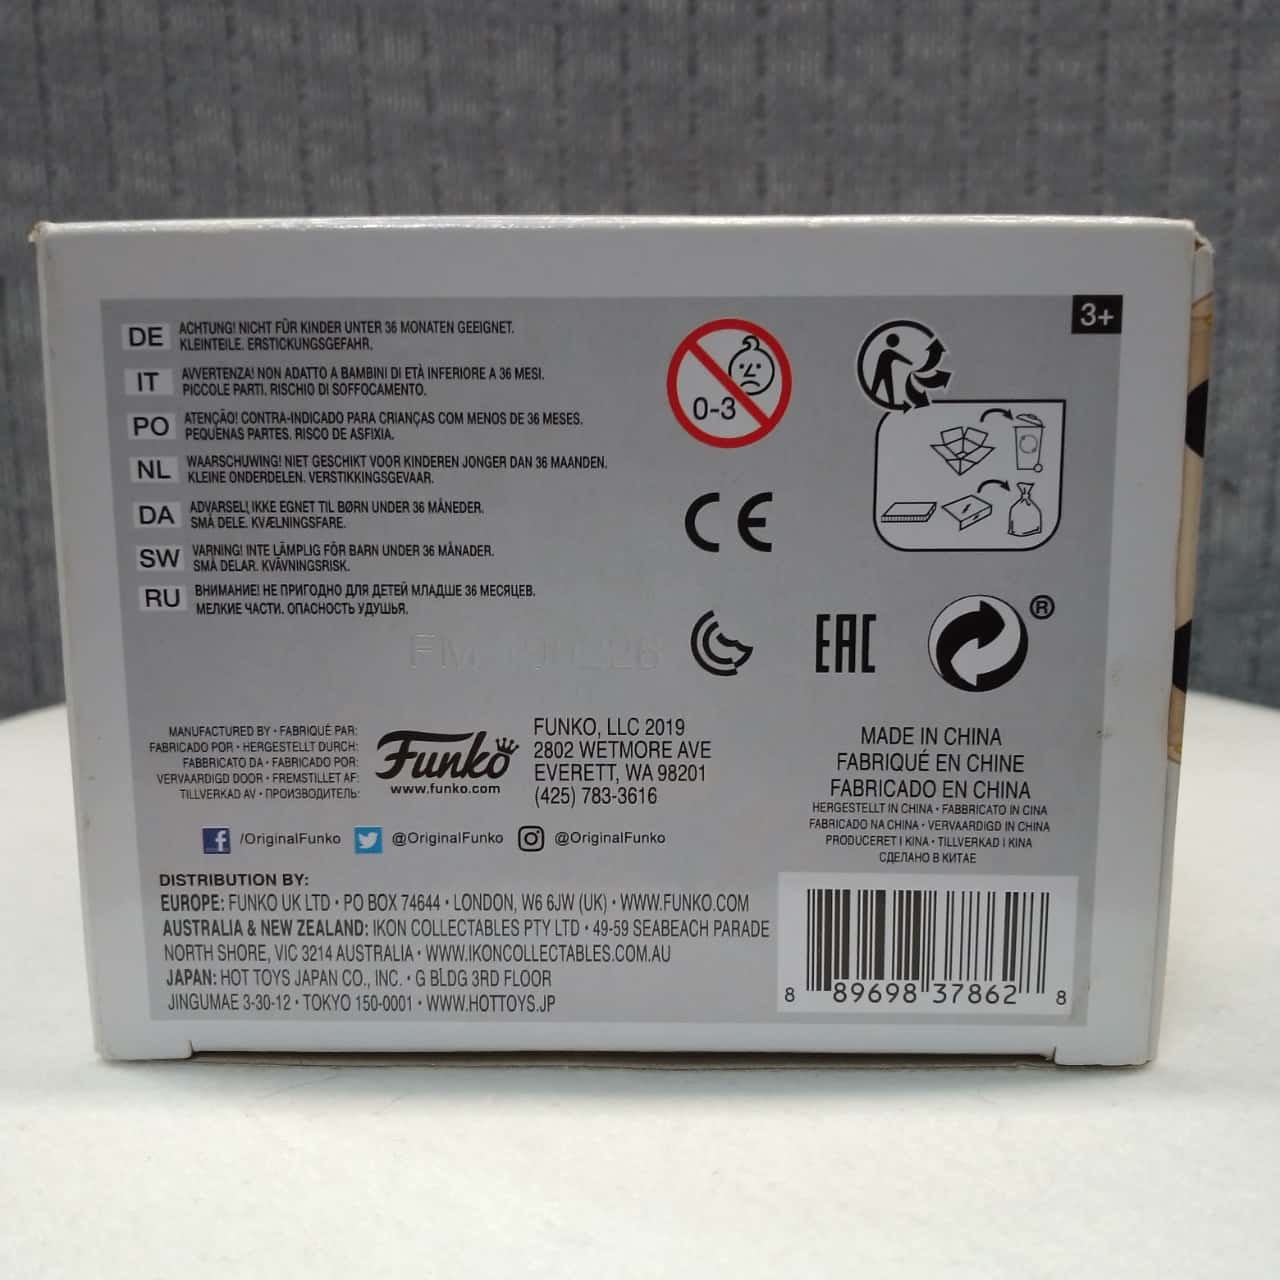 3+
DE ACHTUNG! NICHT FÜR KINDER UNTER 36 MONATEN GEEIGNET.
KLEINTEILE. ERSTICKUNGSGEFAHR.
IT AVVERTENZA! NON ADATTO A BAMBINI DI ETÀ INFERIORE A 36 MESI.
PICCOLE PARTI. RISCHIO DI SOFFOCAMENTO.
PO ATENÇÃO! CONTRA-INDICADO PARA CRIANÇAS COM MENOS DE 36 MESES.
PEQUENAS PARTES. RISCO DE ASFIXIA.
NL WAARSCHUWING! NIET GESCHIKT VOOR KINDEREN JONGER DAN 36 MAANDEN.
KLEINE ONDERDELEN. VERSTIKKINGSGEVAAR.
DA ADVARSEL! IKKE EGNET TIL BØRN UNDER 36 MÅNEDER.
SMÅ DELE. KVÆLNINGSFARE.
SW VARNING! INTE LÄMPLIG FÖR BARN UNDER 36 MÅNADER.
SMÅ DELAR. KVÄVNINGSRISK.
RU ВНИМАНИЕ! НЕ ПРИГОДНО ДЛЯ ДЕТЕЙ МЛАДШЕ 36 МЕСЯЦЕВ.
МЕЛКИЕ ЧАСТИ. ОПАСНОСТЬ УДУШЬЯ.
0-3
CE
EAC
®
MANUFACTURED BY • FABRIQUÉ PAR:
FABRICADO POR • HERGESTELLT DURCH:
FABBRICATO DA • FABRICADO POR:
VERVAARDIGD DOOR • FREMSTILLET AF:
TILLVERKAD AV • ПРОИЗВОДИТЕЛЬ:
Funko
www.funko.com
FUNKO, LLC 2019
2802 WETMORE AVE
EVERETT, WA 98201
(425) 783-3616
MADE IN CHINA
FABRIQUÉ EN CHINE
FABRICADO EN CHINA
HERGESTELLT IN CHINA • FABBRICATO IN CINA
FABRICADO NA CHINA • VERVAARDIGD IN CHINA
PRODUCERET I KINA • TILLVERKAD I KINA
СДЕЛАНО В КИТАЕ
/OriginalFunko @OriginalFunko @OriginalFunko
DISTRIBUTION BY:
EUROPE: FUNKO UK LTD • PO BOX 74644 • LONDON, W6 6JW (UK) • WWW.FUNKO.COM
AUSTRALIA & NEW ZEALAND: IKON COLLECTABLES PTY LTD • 49-59 SEABEACH PARADE
NORTH SHORE, VIC 3214 AUSTRALIA • WWW.IKONCOLLECTABLES.COM.AU
JAPAN: HOT TOYS JAPAN CO., INC. • G BLDG 3RD FLOOR
JINGUMAE 3-30-12 • TOKYO 150-0001 • WWW.HOTTOYS.JP
8 89698 37862 8